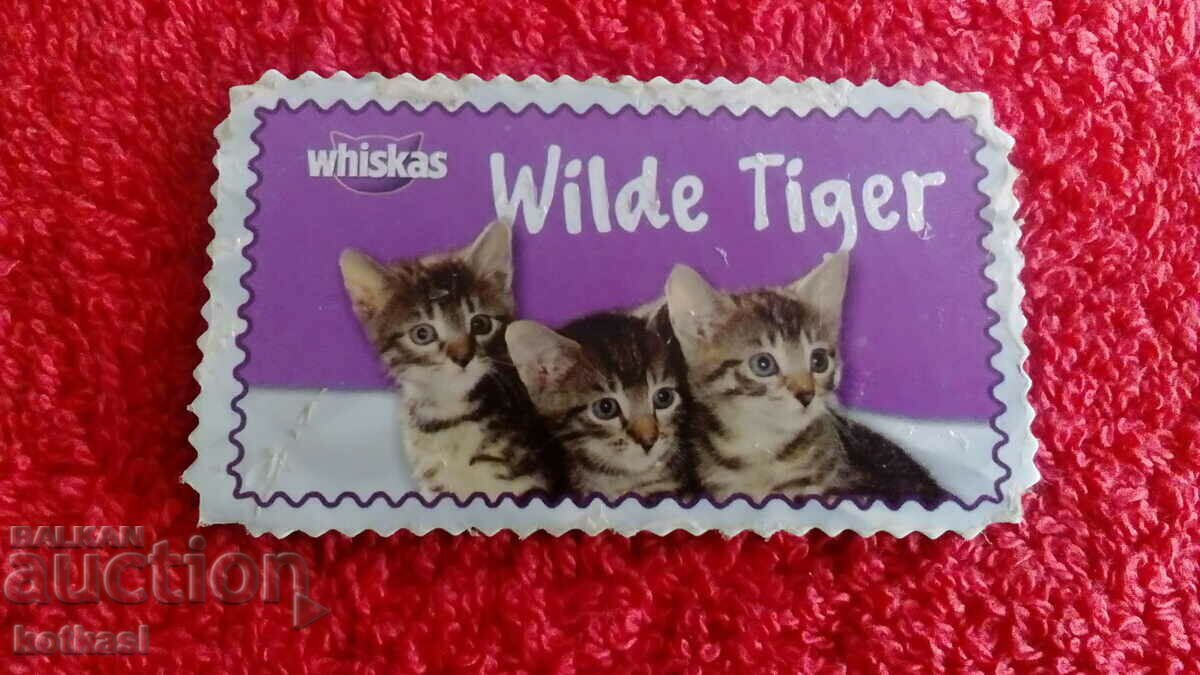 whiskas
Wilde Tiger
BALKAN
auction
kotkasl